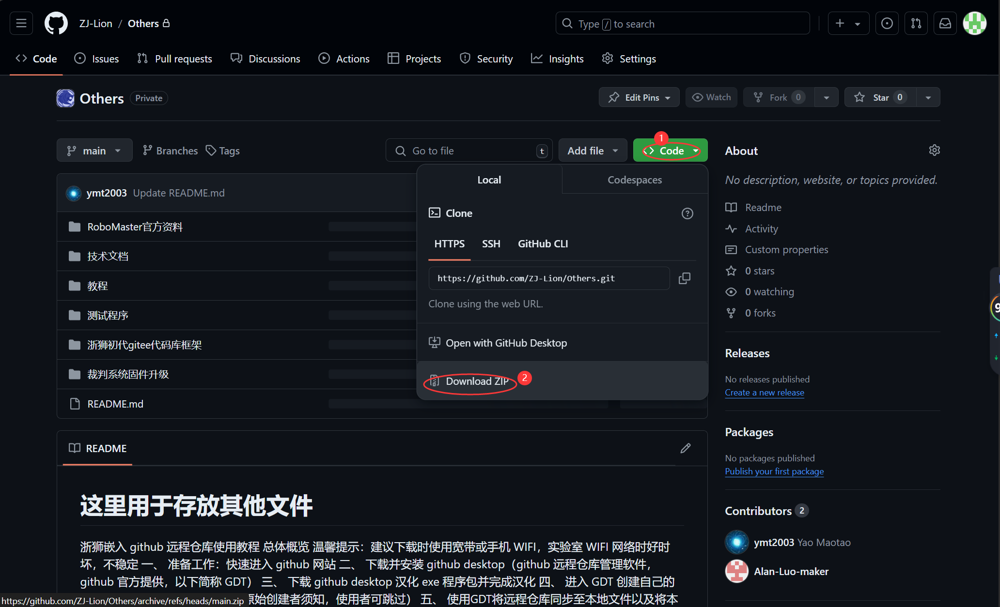 ZJ-Lion / Others
Type / to search
Code
Issues
Pull requests
Discussions
Actions
Projects
Security
Insights
Settings
Others Private
Edit Pins
Watch
Fork 0
Star 0
main
Branches
Tags
Go to file
t
Add file
1
Code
Local
Codespaces
ymt2003 Update README.md
RoboMaster官方资料
技术文档
教程
测试程序
浙狮初代gitee代码库框架
裁判系统固件升级
README.md
Clone
HTTPS
SSH
GitHub CLI
https://github.com/ZJ-Lion/Others.git
Clone using the web URL.
Open with GitHub Desktop
Download ZIP
2
About
No description, website, or topics provided.
Readme
Activity
Custom properties
0 stars
0 watching
0 forks
Releases
No releases published
Create a new release
Packages
No packages published
Publish your first package
Contributors 2
ymt2003 Yao Maotao
Alan-Luo-maker
README
这里用于存放其他文件
浙狮嵌入 github 远程仓库使用教程 总体概览 温馨提示：建议下载时使用宽带或手机 WIFI，实验室 WIFI 网络时好时
坏，不稳定 一、 准备工作：快速进入 github 网站 二、 下载并安装 github desktop（github 远程仓库管理软件，
github 官方提供，以下简称 GDT） 三、 下载 github desktop 汉化 exe 程序包并完成汉化 四、 进入 GDT 创建自己的
始创建者须知，使用者可跳过） 五、 使用GDT将远程仓库同步至本地文件以及将本
https://github.com/ZJ-Lion/Others/archive/refs/heads/main.zip
9